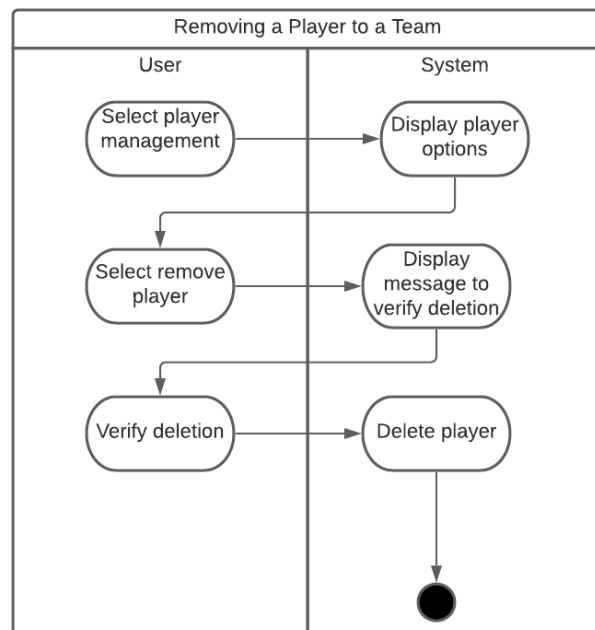 Removing a Player to a Team
User
System
Select player
management
Display player
options
Select remove
player
Display
message to
verify deletion
Verify deletion
Delete player